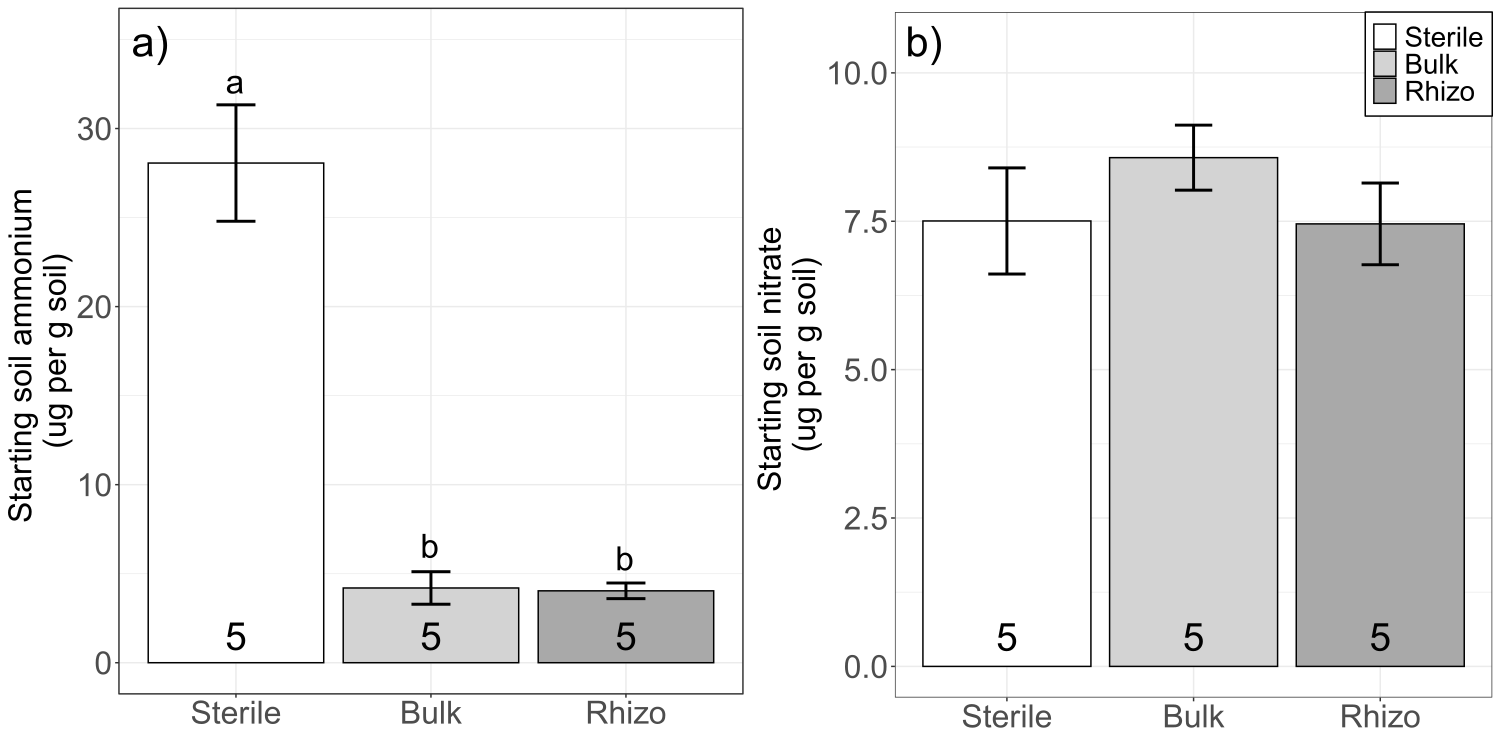 a)
a
b
b
30
20
10
0
5
5
5
Sterile
Bulk
Rhizo
Starting soil ammonium
(ug per g soil)
b)
Sterile
Bulk
Rhizo
10.0
7.5
5.0
2.5
0.0
5
5
5
Sterile
Bulk
Rhizo
Starting soil nitrate
(ug per g soil)